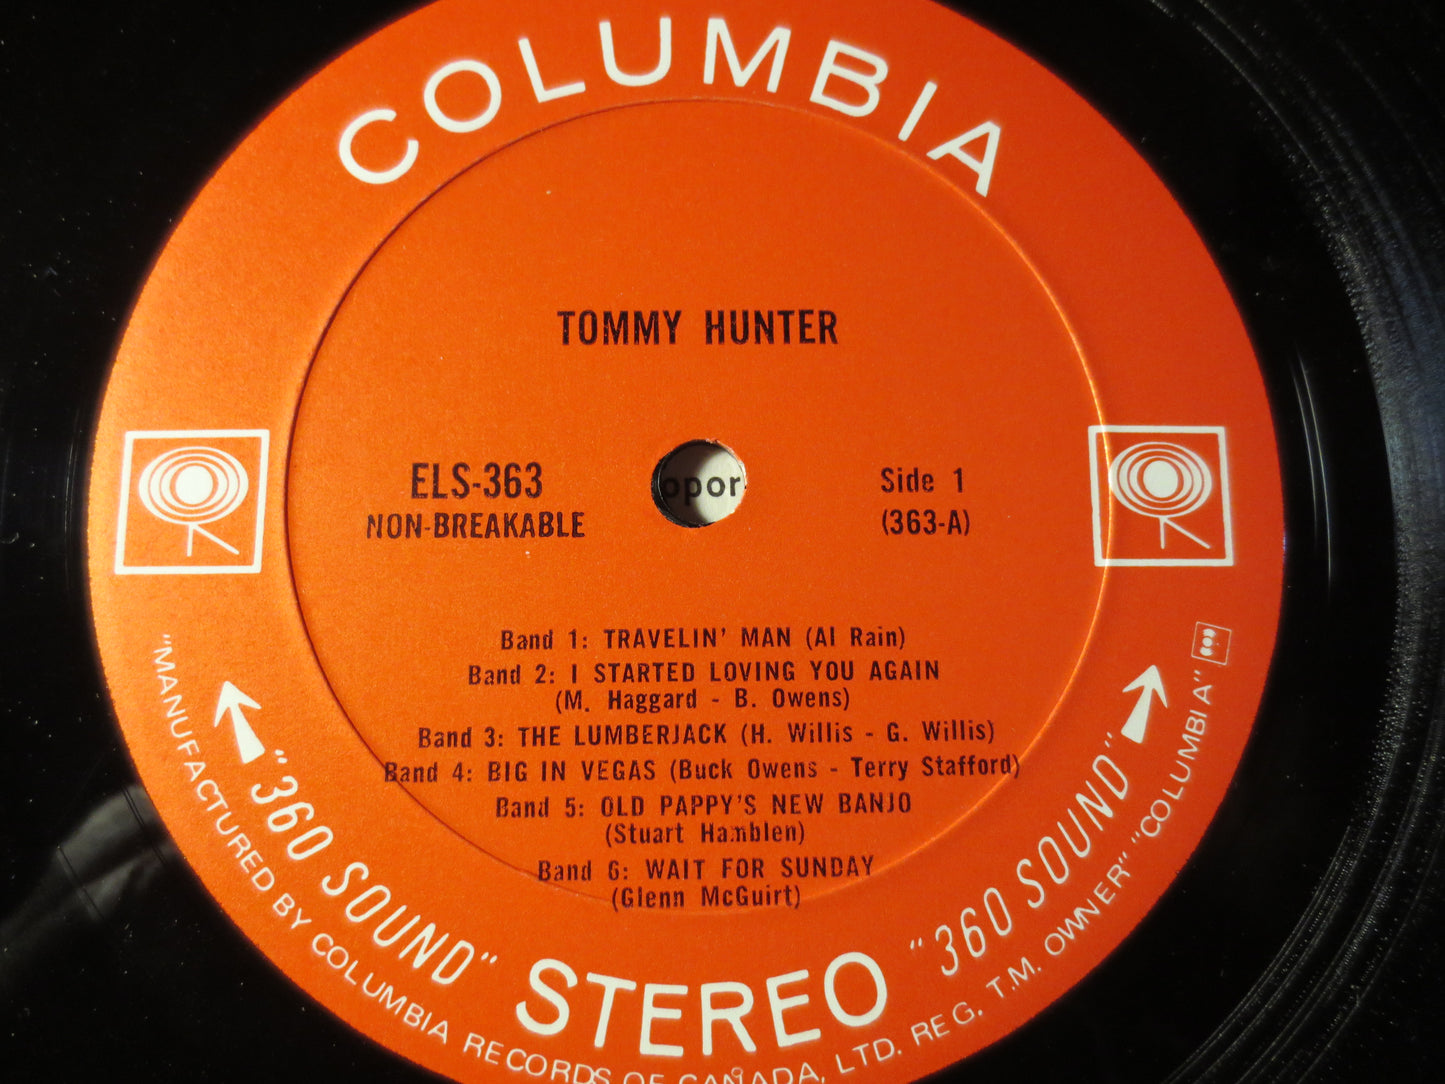 COLUMBIA
TOMMY HUNTER
ELS-363
NON-BREAKABLE
opor
Side 1
(363-A)
Band 1: TRAVELIN' MAN (Al Rain)
Band 2: I STARTED LOVING YOU AGAIN
(M. Haggard - B. Owens)
Band 3: THE LUMBERJACK (H. Willis - G. Willis)
Band 4: BIG IN VEGAS (Buck Owens - Terry Stafford)
Band 5: OLD PAPPY'S NEW BANJO
(Stuart Hamblen)
Band 6: WAIT FOR SUNDAY
(Glenn McGuirt)
"360 SOUND" STEREO "360 SOUND"
"MANUFACTURED BY COLUMBIA RECORDS OF CANADA, LTD. REG. T.M. OWNER" "COLUMBIA"